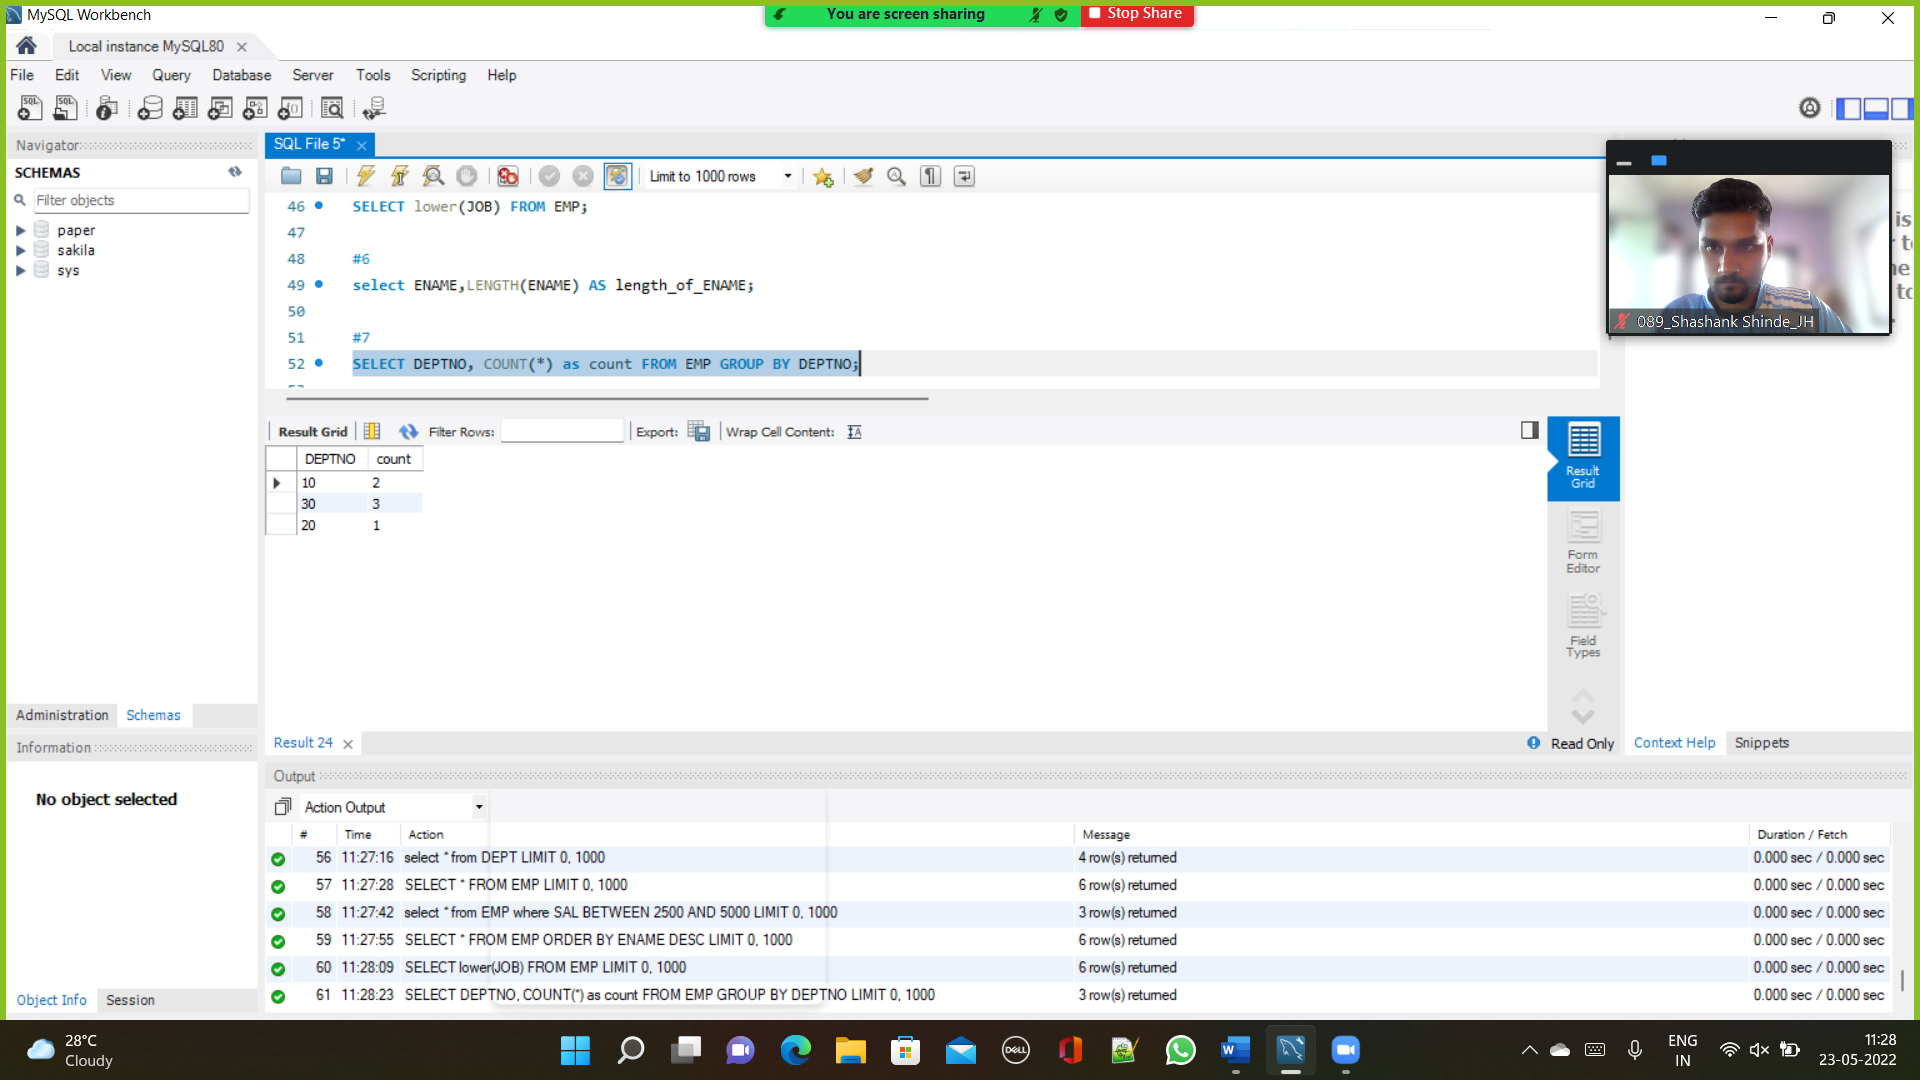 MySQL Workbench
You are screen sharing
Stop Share
Local instance MySQL80
File Edit View Query Database Server Tools Scripting Help
Navigator
SCHEMAS
Filter objects
paper
sakila
sys
SQL File 5*
Limit to 1000 rows
46 SELECT lower(JOB) FROM EMP;
47
48 #6
49 select ENAME,LENGTH(ENAME) AS length_of_ENAME;
50
51 #7
52 SELECT DEPTNO, COUNT(*) as count FROM EMP GROUP BY DEPTNO;
089_Shashank Shinde_JH
Result Grid Filter Rows: Export: Wrap Cell Content:
DEPTNO count
10 2
30 3
20 1
Result Grid
Form Editor
Field Types
Administration Schemas
Information
No object selected
Object Info Session
Result 24
Read Only
Context Help Snippets
Output
Action Output
# Time Action Message Duration / Fetch
56 11:27:16 select * from DEPT LIMIT 0, 1000 4 row(s) returned 0.000 sec / 0.000 sec
57 11:27:28 SELECT * FROM EMP LIMIT 0, 1000 6 row(s) returned 0.000 sec / 0.000 sec
58 11:27:42 select * from EMP where SAL BETWEEN 2500 AND 5000 LIMIT 0, 1000 3 row(s) returned 0.000 sec / 0.000 sec
59 11:27:55 SELECT * FROM EMP ORDER BY ENAME DESC LIMIT 0, 1000 6 row(s) returned 0.000 sec / 0.000 sec
60 11:28:09 SELECT lower(JOB) FROM EMP LIMIT 0, 1000 6 row(s) returned 0.000 sec / 0.000 sec
61 11:28:23 SELECT DEPTNO, COUNT(*) as count FROM EMP GROUP BY DEPTNO LIMIT 0, 1000 3 row(s) returned 0.000 sec / 0.000 sec
28°C
Cloudy
DELL
ENG
IN
11:28
23-05-2022